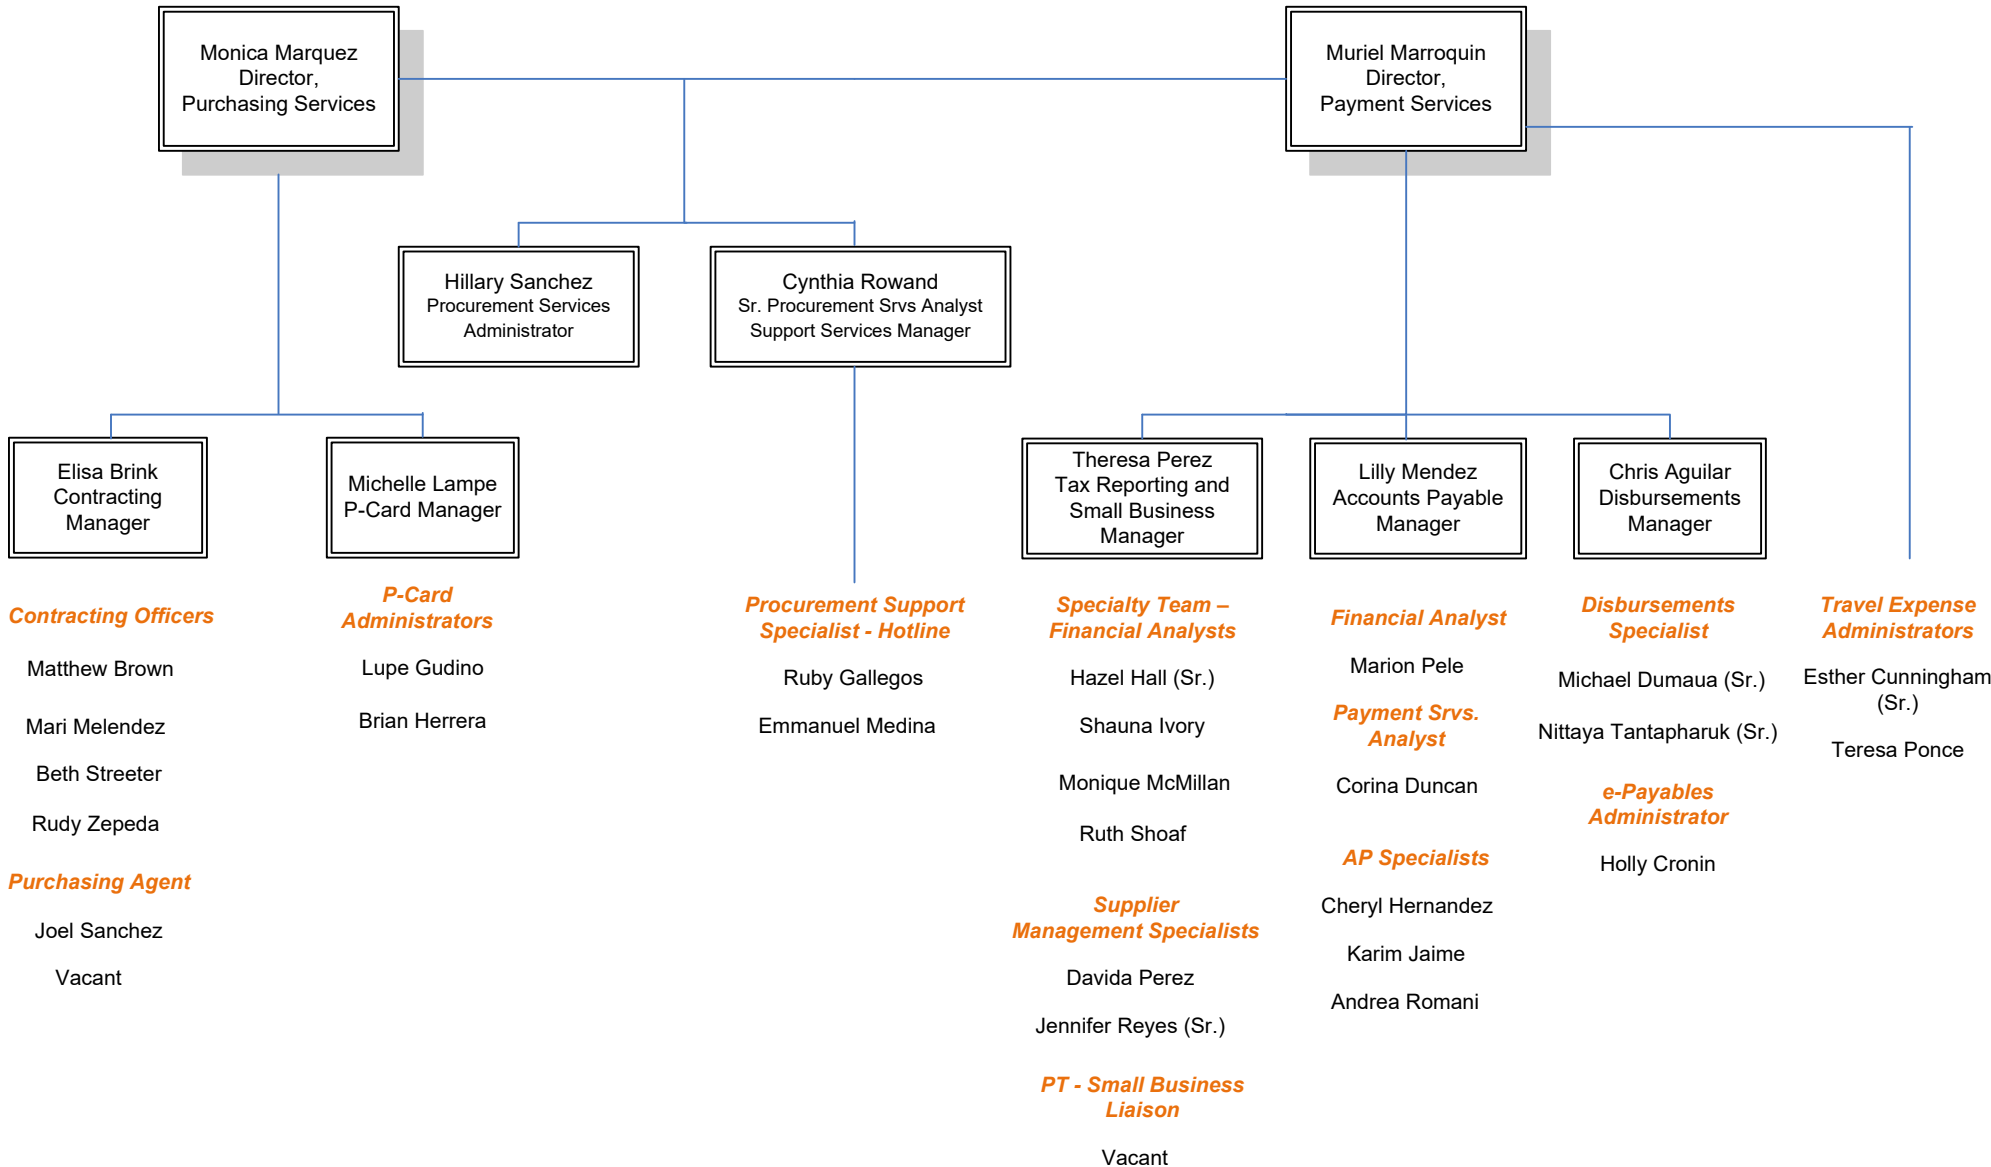 Monica Marquez
Director,
Purchasing Services
Muriel Marroquin
Director,
Payment Services
Hillary Sanchez
Procurement Services
Administrator
Cynthia Rowand
Sr. Procurement Srvs Analyst
Support Services Manager
Elisa Brink
Contracting
Manager
Michelle Lampe
P-Card Manager
Theresa Perez
Tax Reporting and
Small Business
Manager
Lilly Mendez
Accounts Payable
Manager
Chris Aguilar
Disbursements
Manager
Contracting Officers
Matthew Brown
Mari Melendez
Beth Streeter
Rudy Zepeda
Purchasing Agent
Joel Sanchez
Vacant
P-Card
Administrators
Lupe Gudino
Brian Herrera
Procurement Support
Specialist - Hotline
Ruby Gallegos
Emmanuel Medina
Specialty Team –
Financial Analysts
Hazel Hall (Sr.)
Shauna Ivory
Monique McMillan
Ruth Shoaf
Supplier
Management Specialists
Davida Perez
Jennifer Reyes (Sr.)
PT - Small Business
Liaison
Vacant
Financial Analyst
Marion Pele
Payment Srvs.
Analyst
Corina Duncan
AP Specialists
Cheryl Hernandez
Karim Jaime
Andrea Romani
Disbursements
Specialist
Michael Dumaua (Sr.)
Nittaya Tantapharuk (Sr.)
e-Payables
Administrator
Holly Cronin
Travel Expense
Administrators
Esther Cunningham
(Sr.)
Teresa Ponce